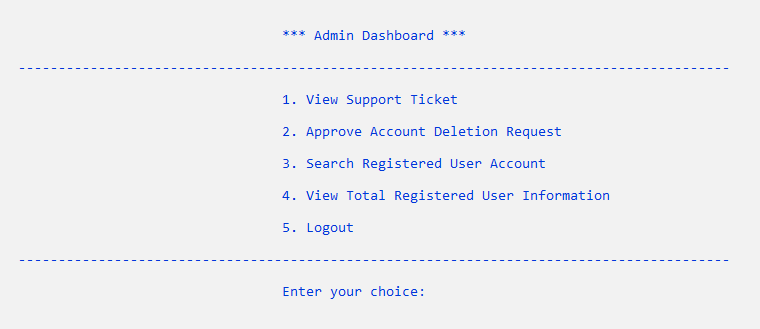 *** Admin Dashboard ***
-----------------------------------------------------------------------------------------
1. View Support Ticket
2. Approve Account Deletion Request
3. Search Registered User Account
4. View Total Registered User Information
5. Logout
-----------------------------------------------------------------------------------------
Enter your choice: